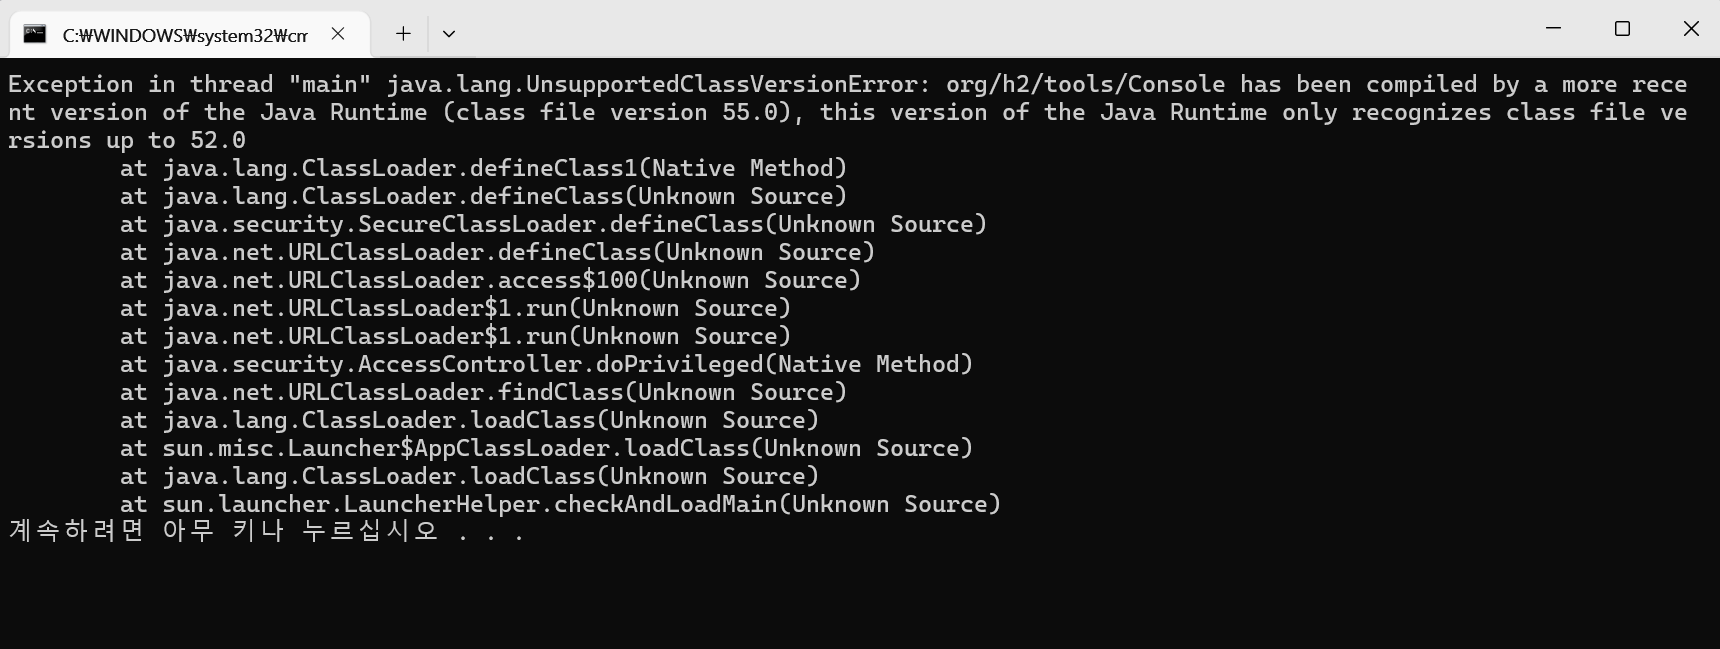 C:₩WINDOWS₩system32₩cm
Exception in thread "main" java.lang.UnsupportedClassVersionError: org/h2/tools/Console has been compiled by a more rece
nt version of the Java Runtime (class file version 55.0), this version of the Java Runtime only recognizes class file ve
rsions up to 52.0
at java.lang.ClassLoader.defineClass1(Native Method)
at java.lang.ClassLoader.defineClass(Unknown Source)
at java.security.SecureClassLoader.defineClass(Unknown Source)
at java.net.URLClassLoader.defineClass(Unknown Source)
at java.net.URLClassLoader.access$100(Unknown Source)
at java.net.URLClassLoader$1.run(Unknown Source)
at java.net.URLClassLoader$1.run(Unknown Source)
at java.security.AccessController.doPrivileged(Native Method)
at java.net.URLClassLoader.findClass(Unknown Source)
at java.lang.ClassLoader.loadClass(Unknown Source)
at sun.misc.Launcher$AppClassLoader.loadClass(Unknown Source)
at java.lang.ClassLoader.loadClass(Unknown Source)
at sun.launcher.LauncherHelper.checkAndLoadMain(Unknown Source)
계속하려면 아무 키나 누르십시오 . . .